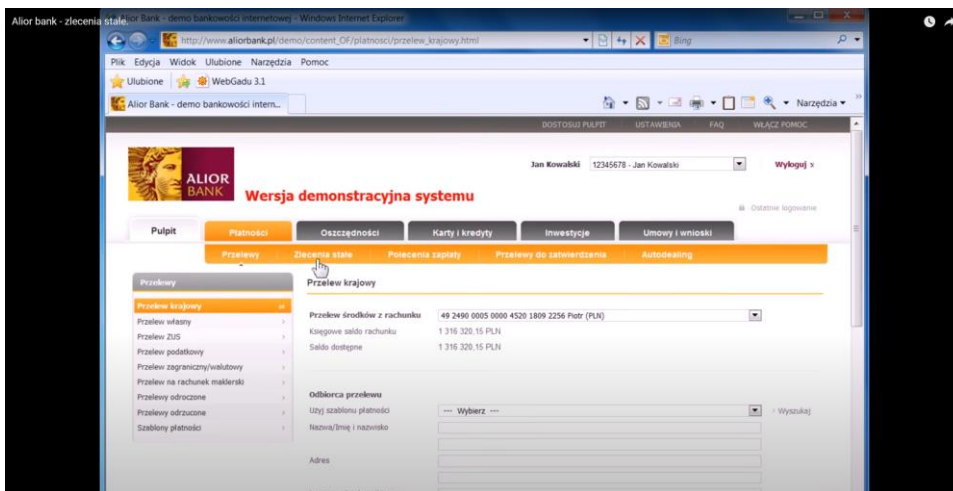 Alior bank - zlecenia stałe.
Alior Bank - demo bankowości internetowej - Windows Internet Explorer
http://www.aliorbank.pl/demo/content_OF/platnosci/przelew_krajowy.html
Bing
Plik Edycja Widok Ulubione Narzędzia Pomoc
Ulubione WebGadu 3.1
Alior Bank - demo bankowości intern...
Narzędzia
DOSTOSUJ PULPIT USTAWIENIA FAQ WŁĄCZ POMOC
ALIOR
BANK
Wersja demonstracyjna systemu
Jan Kowalski 12345678 - Jan Kowalski Wyloguj x
Ostatnie logowanie
Pulpit Płatności Oszczędności Karty i kredyty Inwestycje Umowy i wnioski
Przelewy Zlecenia stałe Polecenia zapłaty Przelewy do zatwierdzenia Autodealing
Przelewy
Przelew krajowy
Przelew własny
Przelew ZUS
Przelew podatkowy
Przelew zagraniczny/walutowy
Przelew na rachunek maklerski
Przelewy odroczone
Przelewy odrzucone
Szablony płatności
Przelew krajowy
Przelew środków z rachunku 49 2490 0005 0000 4520 1809 2256 Piotr (PLN)
Księgowe saldo rachunku 1 316 320,15 PLN
Saldo dostępne 1 316 320,15 PLN
Odbiorca przelewu
Użyj szablonu płatności --- Wybierz --- Wyszukaj
Nazwa/Imię i nazwisko
Adres